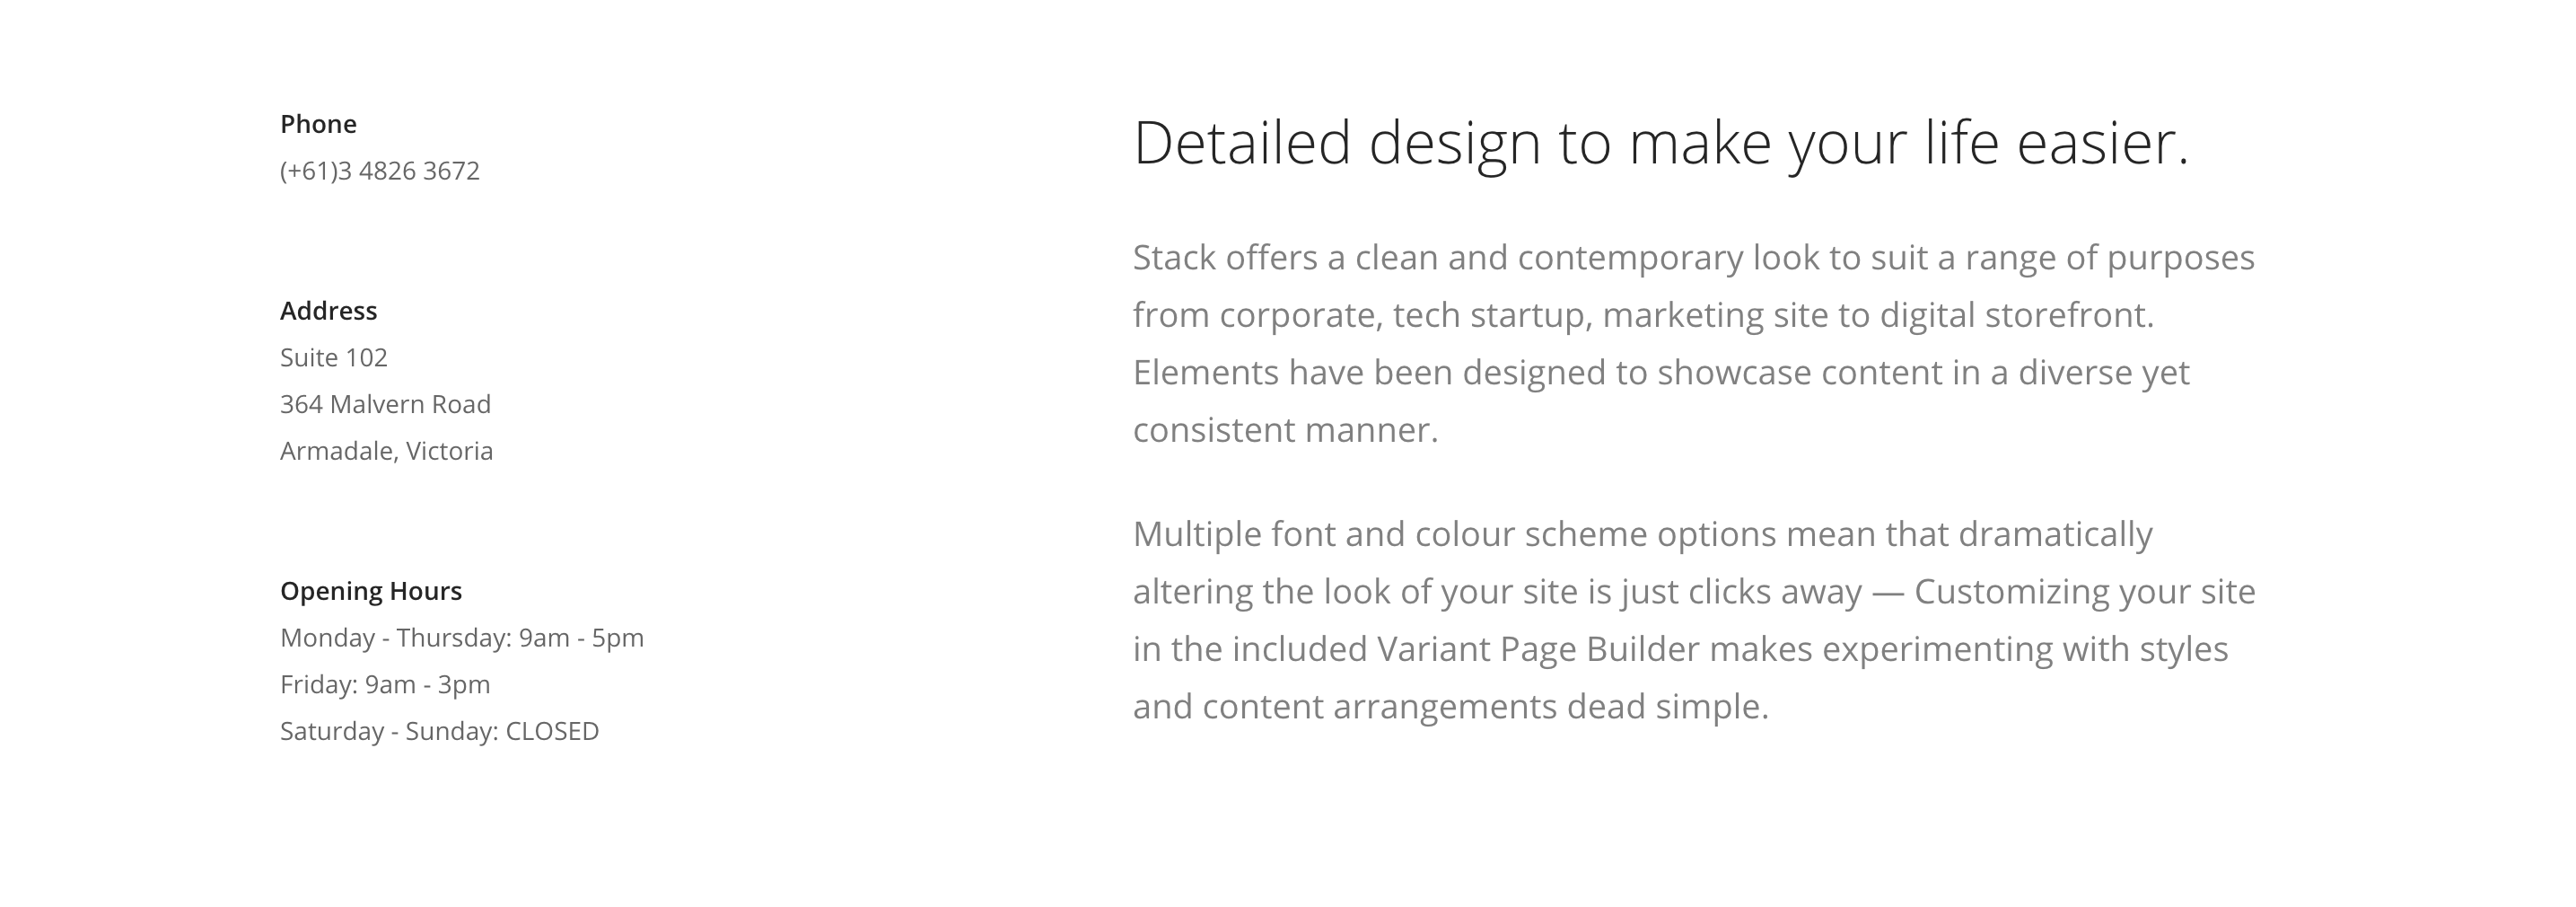 Phone
(+61)3 4826 3672
Address
Suite 102
364 Malvern Road
Armadale, Victoria
Opening Hours
Monday - Thursday: 9am - 5pm
Friday: 9am - 3pm
Saturday - Sunday: CLOSED
Detailed design to make your life easier.
Stack offers a clean and contemporary look to suit a range of purposes
from corporate, tech startup, marketing site to digital storefront.
Elements have been designed to showcase content in a diverse yet
consistent manner.
Multiple font and colour scheme options mean that dramatically
altering the look of your site is just clicks away — Customizing your site
in the included Variant Page Builder makes experimenting with styles
and content arrangements dead simple.